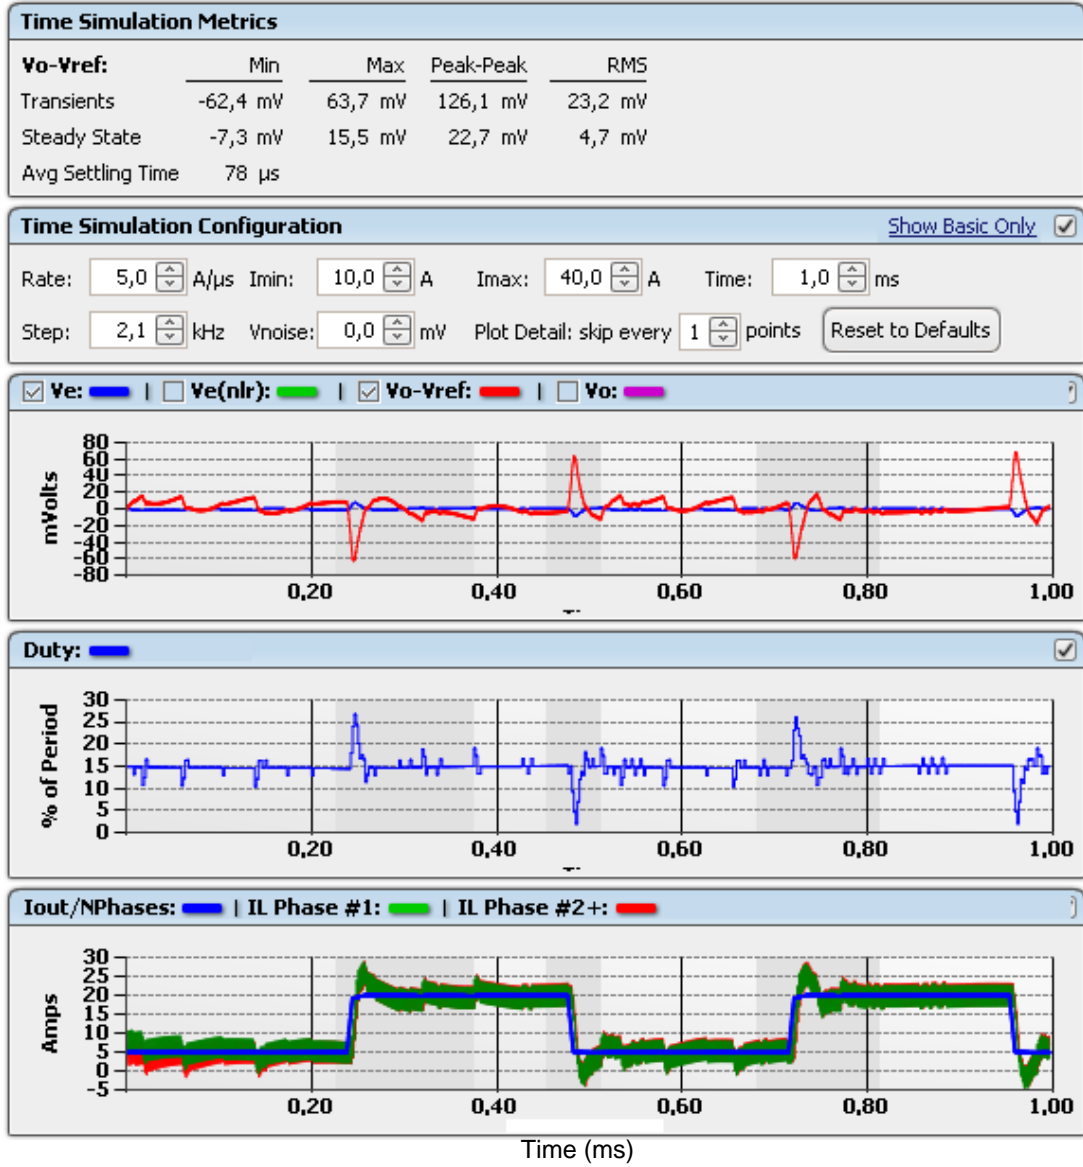 Time Simulation Metrics
Vo-Vref: Min Max Peak-Peak RMS
Transients -62,4 mV 63,7 mV 126,1 mV 23,2 mV
Steady State -7,3 mV 15,5 mV 22,7 mV 4,7 mV
Avg Settling Time 78 µs
Time Simulation Configuration Show Basic Only
Rate: 5,0 A/µs Imin: 10,0 A Imax: 40,0 A Time: 1,0 ms
Step: 2,1 kHz Vnoise: 0,0 mV Plot Detail: skip every 1 points Reset to Defaults
Ve: | Ve(nlr): | Vo-Vref: | Vo:
mVolts
80
60
40
20
0
-20
-40
-60
-80
0,20 0,40 0,60 0,80 1,00
Duty:
% of Period
30
25
20
15
10
5
0
0,20 0,40 0,60 0,80 1,00
Iout/NPhases: | IL Phase #1: | IL Phase #2+:
Amps
30
25
20
15
10
5
0
-5
0,20 0,40 0,60 0,80 1,00
Time (ms)